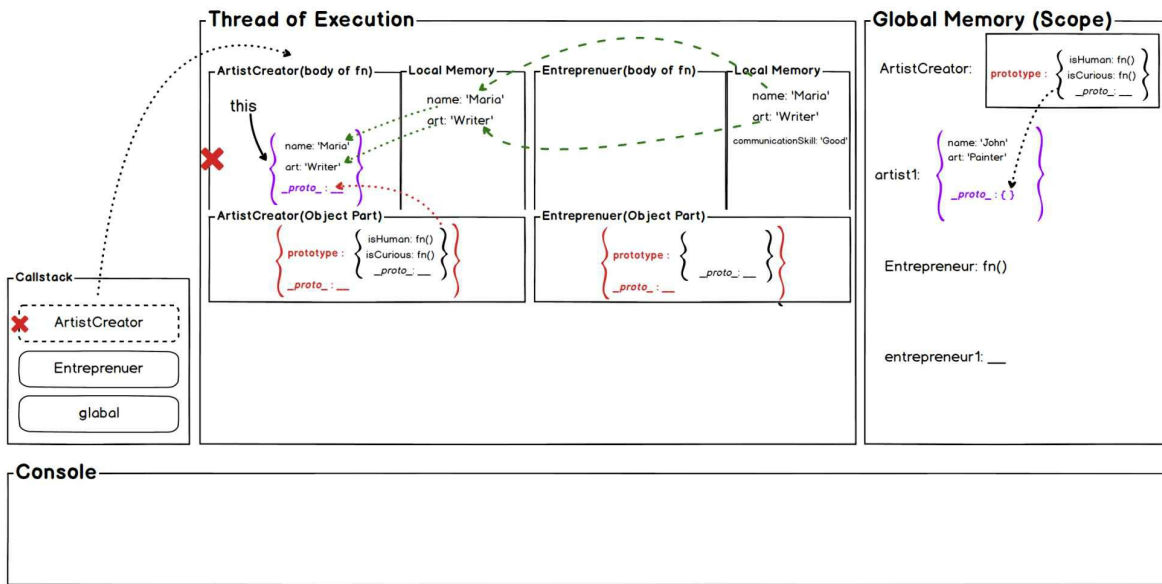 Thread of Execution
ArtistCreator(body of fn)
this
name: 'Maria'
art: 'Writer'
_proto_ : __
Local Memory
name: 'Maria'
art: 'Writer'
Entreprenuer(body of fn)
Local Memory
name: 'Maria'
art: 'Writer'
communicationSkill: 'Good'
ArtistCreator(Object Part)
prototype :
isHuman: fn()
isCurious: fn()
_proto_: __
_proto_ : __
Entreprenuer(Object Part)
prototype :
_proto_: __
_proto_ : __
Callstack
ArtistCreator
Entreprenuer
glabal
Global Memory (Scope)
ArtistCreator:
prototype :
isHuman: fn()
isCurious: fn()
_proto_: __
artist1:
name: 'John'
art: 'Painter'
_proto_ : { }
Entrepreneur: fn()
entrepreneur1: __
Console